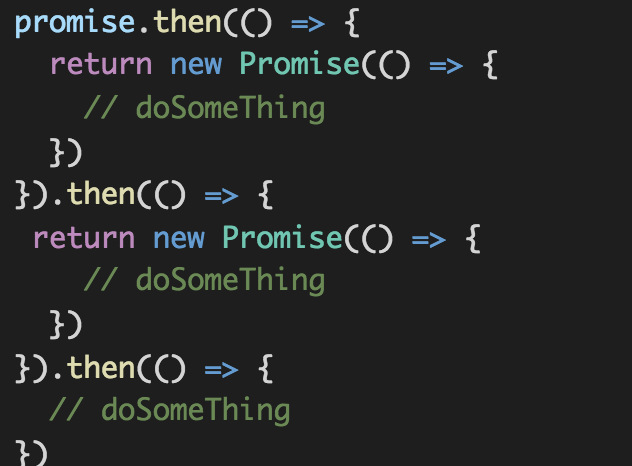 promise.then(() => {
  return new Promise(() => {
    // doSomeThing
  })
}).then(() => {
 return new Promise(() => {
    // doSomeThing
  })
}).then(() => {
  // doSomeThing
})